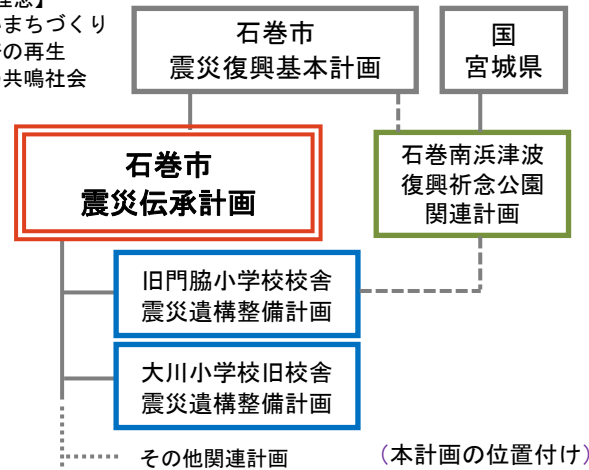 まちづくり
の再生
共鳴社会
石巻市
震災復興基本計画
国
宮城県
石巻市
震災伝承計画
石巻南浜津波
復興祈念公園
関連計画
旧門脇小学校校舎
震災遺構整備計画
大川小学校旧校舎
震災遺構整備計画
その他関連計画
（本計画の位置付け）